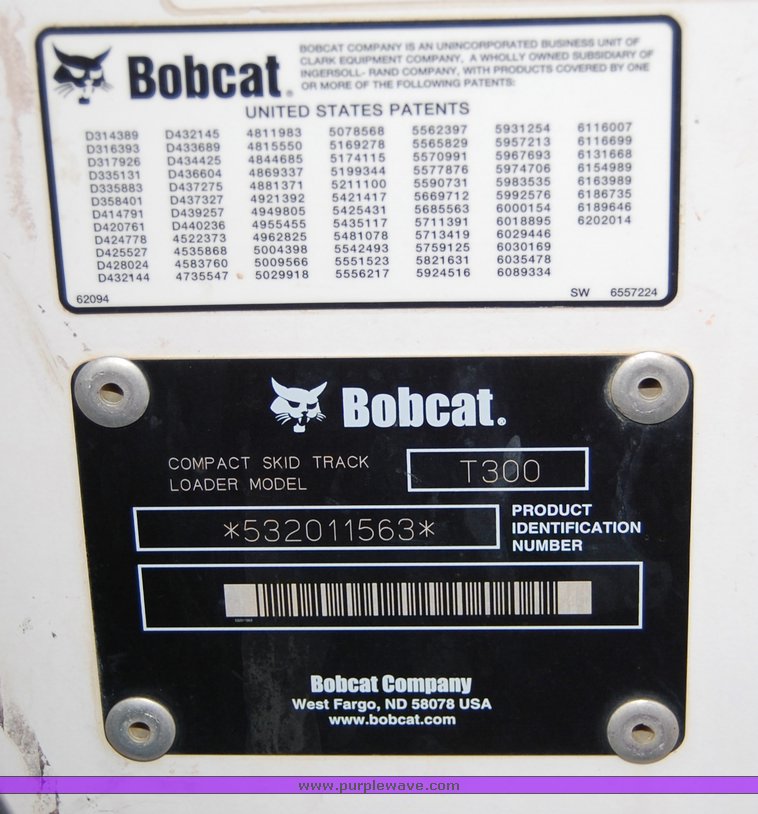 Bobcat.
BOBCAT COMPANY IS AN UNINCORPORATED BUSINESS UNIT OF
CLARK EQUIPMENT COMPANY, A WHOLLY OWNED SUBSIDIARY OF
INGERSOLL- RAND COMPANY, WITH PRODUCTS COVERED BY ONE
OR MORE OF THE FOLLOWING PATENTS:
UNITED STATES PATENTS
D314389 D432145 4811983 5078568 5562397 5931254 6116007
D316393 D433689 4815550 5169278 5565829 5957213 6116699
D317926 D434425 4844685 5174115 5570991 5967693 6131668
D335131 D436604 4869337 5199344 5577876 5974706 6154989
D335883 D437275 4881371 5211100 5590731 5983535 6163989
D358401 D437327 4921392 5421417 5669712 5992576 6186735
D414791 D439257 4949805 5425431 5685563 6000154 6189646
D420761 D440236 4955455 5435117 5711391 6018895 6202014
D424778 4522373 4962825 5481078 5713419 6029446
D425527 4535868 5004398 5542493 5759125 6030169
D428024 4583760 5009566 5551523 5821631 6035478
D432144 4735547 5029918 5556217 5924516 6089334
62094 SW 6557224
Bobcat.
COMPACT SKID TRACK
LOADER MODEL T300
*532011563*
PRODUCT
IDENTIFICATION
NUMBER
Bobcat Company
West Fargo, ND 58078 USA
www.bobcat.com
www.purplewave.com